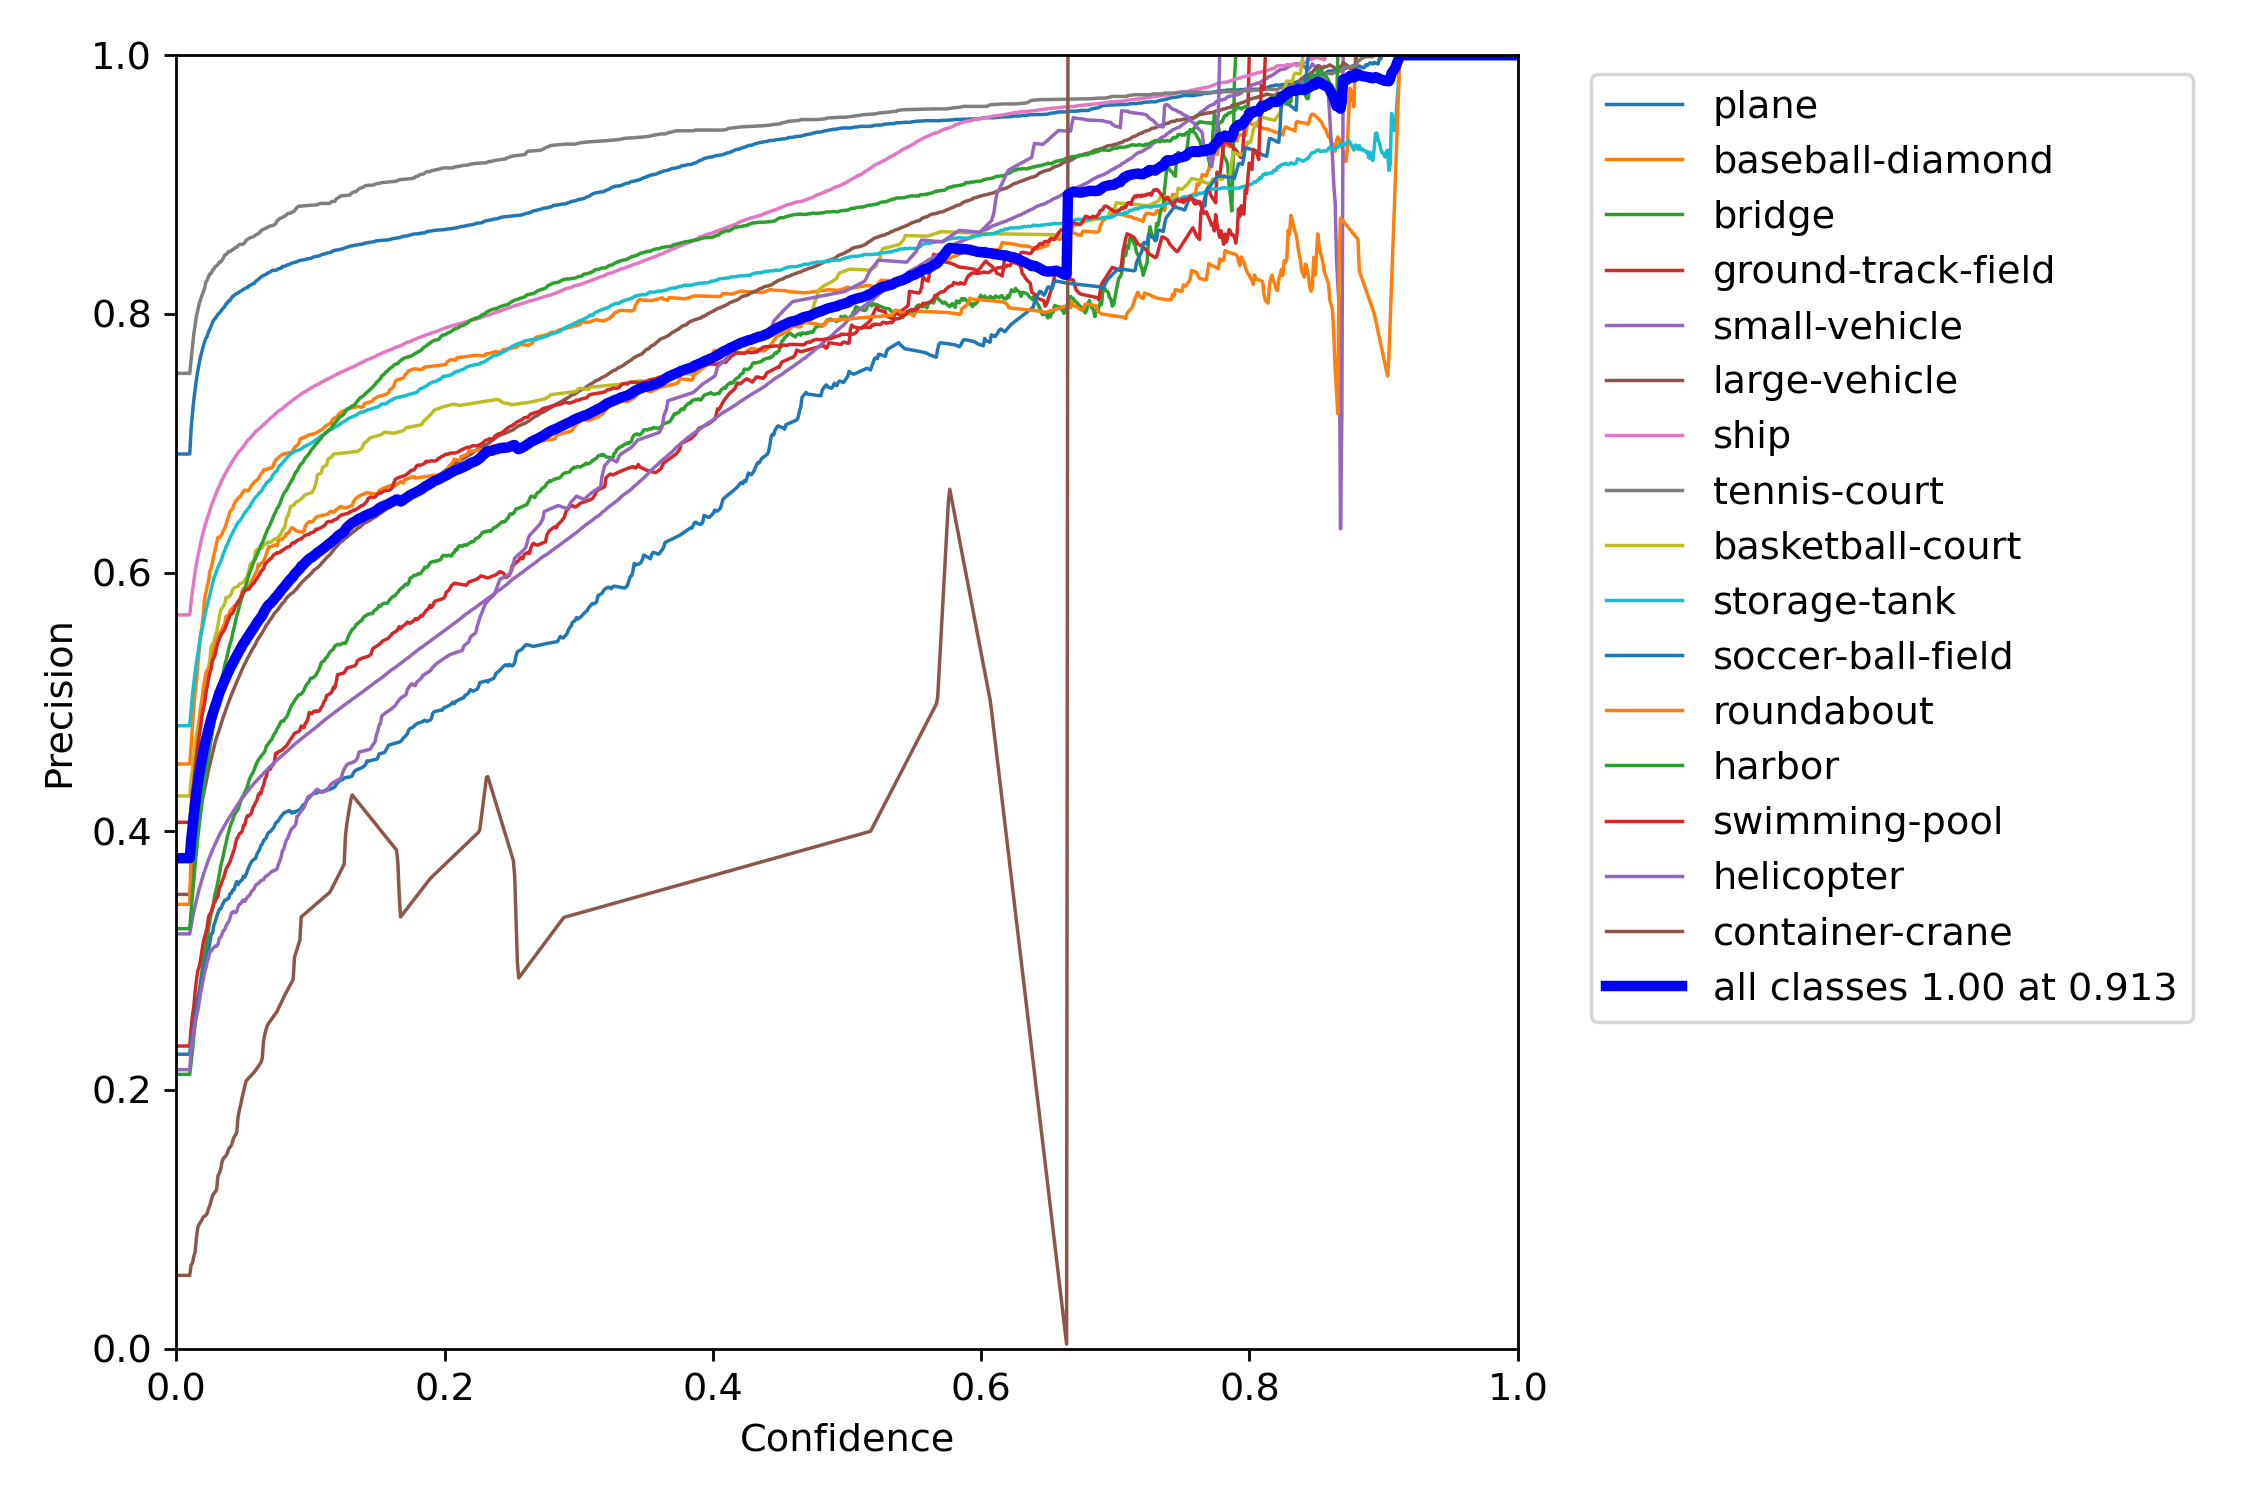 1.0
0.8
0.6
0.4
0.2
0.0
0.0 0.2 0.4 0.6 0.8 1.0
Precision
Confidence
plane
baseball-diamond
bridge
ground-track-field
small-vehicle
large-vehicle
ship
tennis-court
basketball-court
storage-tank
soccer-ball-field
roundabout
harbor
swimming-pool
helicopter
container-crane
all classes 1.00 at 0.913